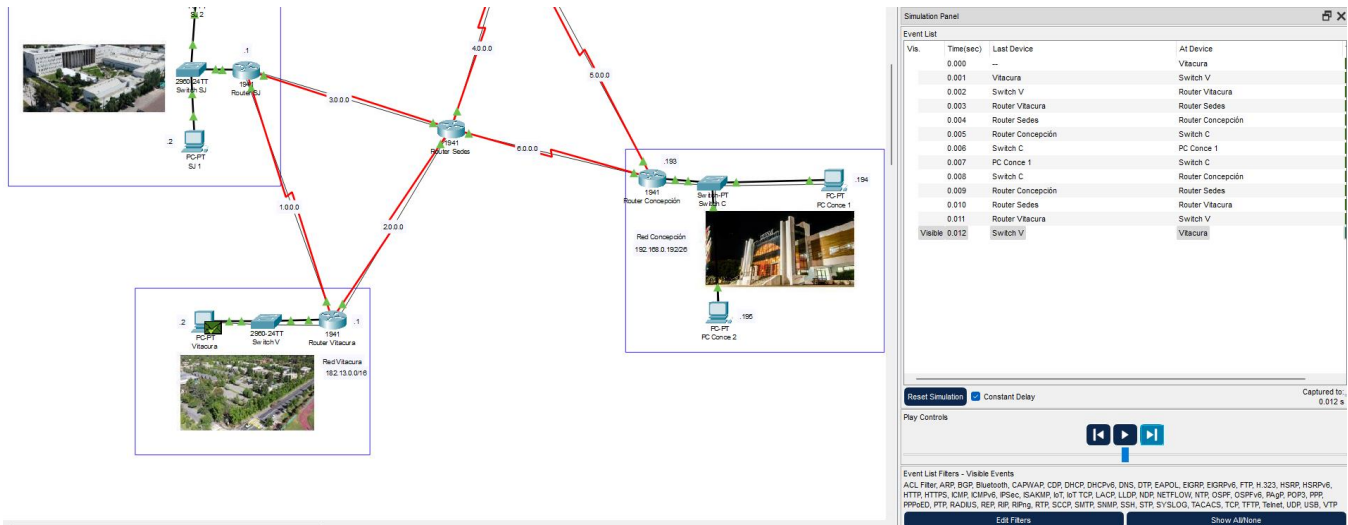 SJ 2
.1
2960-24TT
Switch SJ
1941
Router SJ
.2
PC-PT
SJ 1
3.0.0.0
4.0.0.0
5.0.0.0
1941
Router Sedes
6.0.0.0
1.0.0.0
2.0.0.0
.193
1941
Router Concepción
Switch-PT
Switch C
.194
PC-PT
PC Conce 1
Red Concepción
192.168.0.192/26
.195
PC-PT
PC Conce 2
.2
PC-PT
Vitacura
2960-24TT
Switch V
.1
1941
Router Vitacura
Red Vitacura
182.13.0.0/16
Simulation Panel
Event List
Vis. Time(sec) Last Device At Device
0.000 -- Vitacura
0.001 Vitacura Switch V
0.002 Switch V Router Vitacura
0.003 Router Vitacura Router Sedes
0.004 Router Sedes Router Concepción
0.005 Router Concepción Switch C
0.006 Switch C PC Conce 1
0.007 PC Conce 1 Switch C
0.008 Switch C Router Concepción
0.009 Router Concepción Router Sedes
0.010 Router Sedes Router Vitacura
0.011 Router Vitacura Switch V
Visible 0.012 Switch V Vitacura
Reset Simulation Constant Delay Captured to:
0.012 s
Play Controls
Event List Filters - Visible Events
ACL Filter, ARP, BGP, Bluetooth, CAPWAP, CDP, DHCP, DHCPv6, DNS, DTP, EAPOL, EIGRP, EIGRPv6, FTP, H.323, HSRP, HSRPv6,
HTTP, HTTPS, ICMP, ICMPv6, IPSec, ISAKMP, IoT, IoT TCP, LACP, LLDP, NDP, NETFLOW, NTP, OSPF, OSPFv6, PAgP, POP3, PPP,
PPPoED, PTP, RADIUS, REP, RIP, RIPng, RTP, SCCP, SMTP, SNMP, SSH, STP, SYSLOG, TACACS, TCP, TFTP, Telnet, UDP, USB, VTP
Edit Filters Show All/None